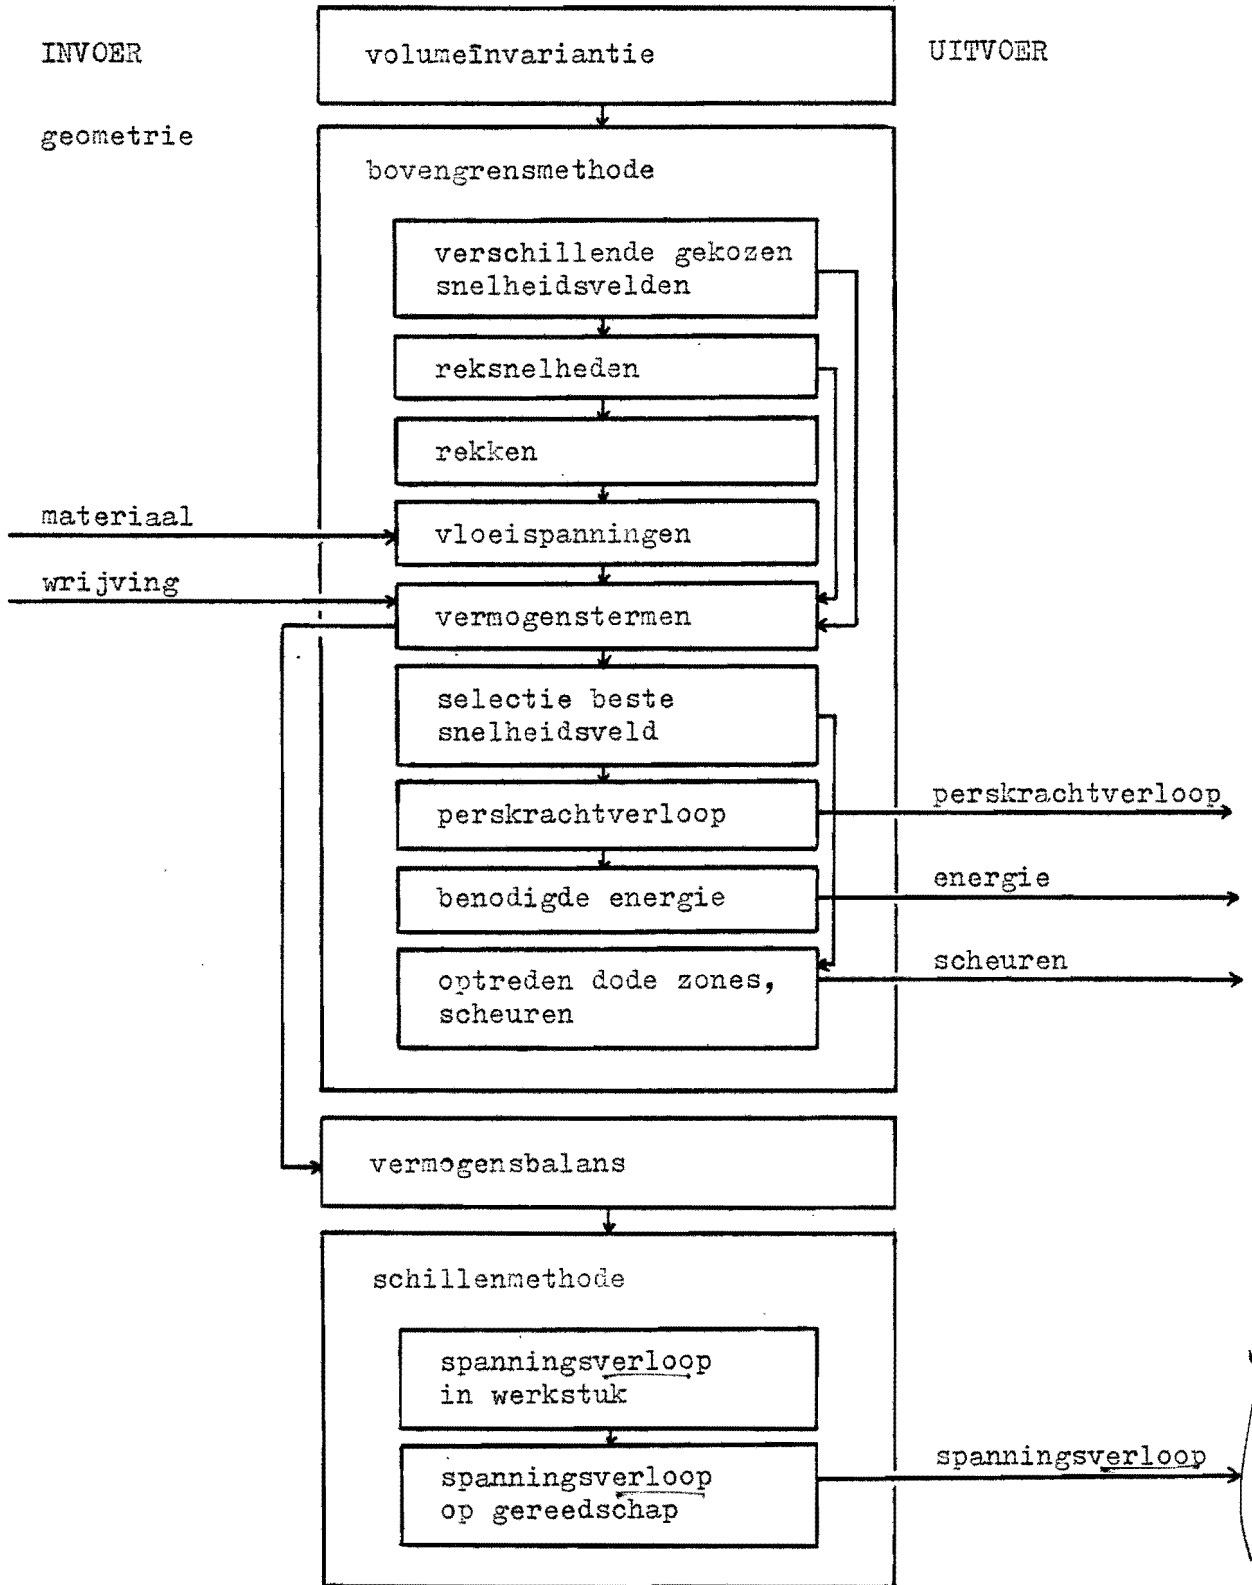 INVOER
volumeïnvariantie
UITVOER
geometrie
bovengrensmethode
verschillende gekozen
snelheidsvelden
reksnelheden
rekken
materiaal
vloeispanningen
wrijving
vermogenstermen
selectie beste
snelheidsveld
perskrachtverloop
perskrachtverloop
benodigde energie
energie
optreden dode zones,
scheuren
scheuren
vermogensbalans
schillenmethode
spanningsverloop
in werkstuk
spanningsverloop
op gereedschap
spanningsverloop